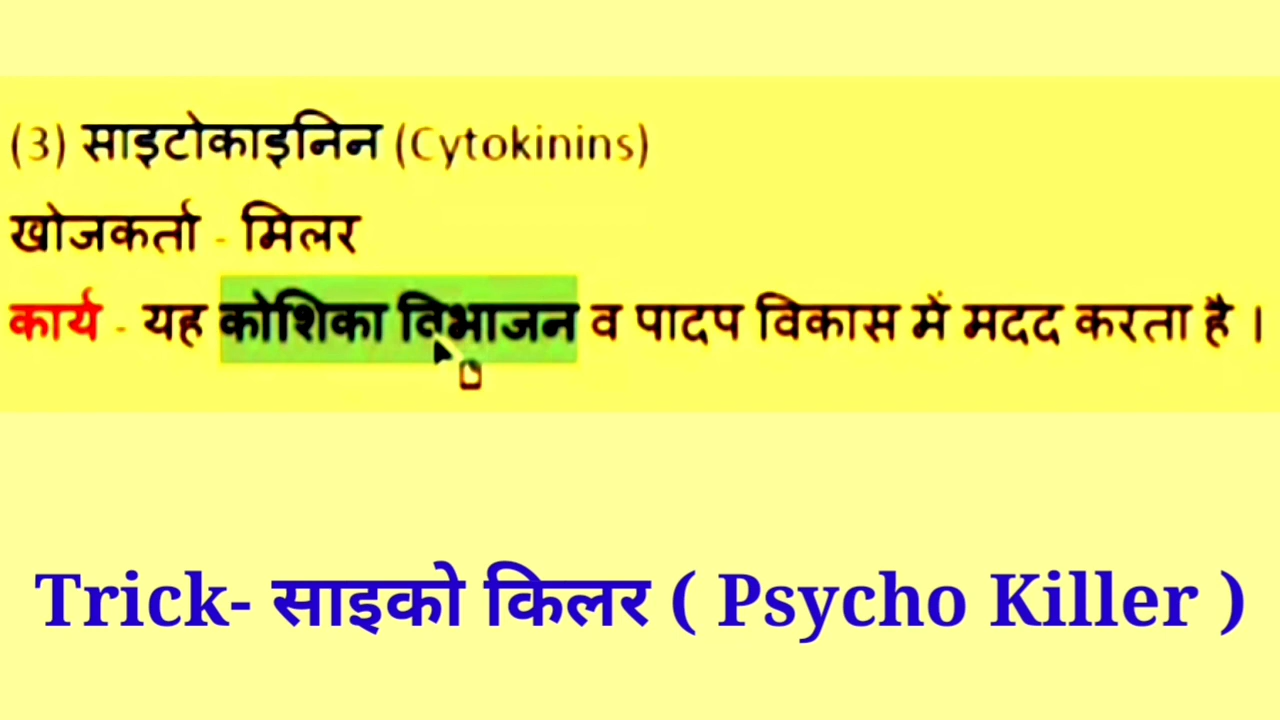 (3) साइटोकाइनिन (Cytokinins)
खोजकर्ता - मिलर
कार्य - यह कोशिका विभाजन व पादप विकास में मदद करता है ।
Trick- साइको किलर ( Psycho Killer )